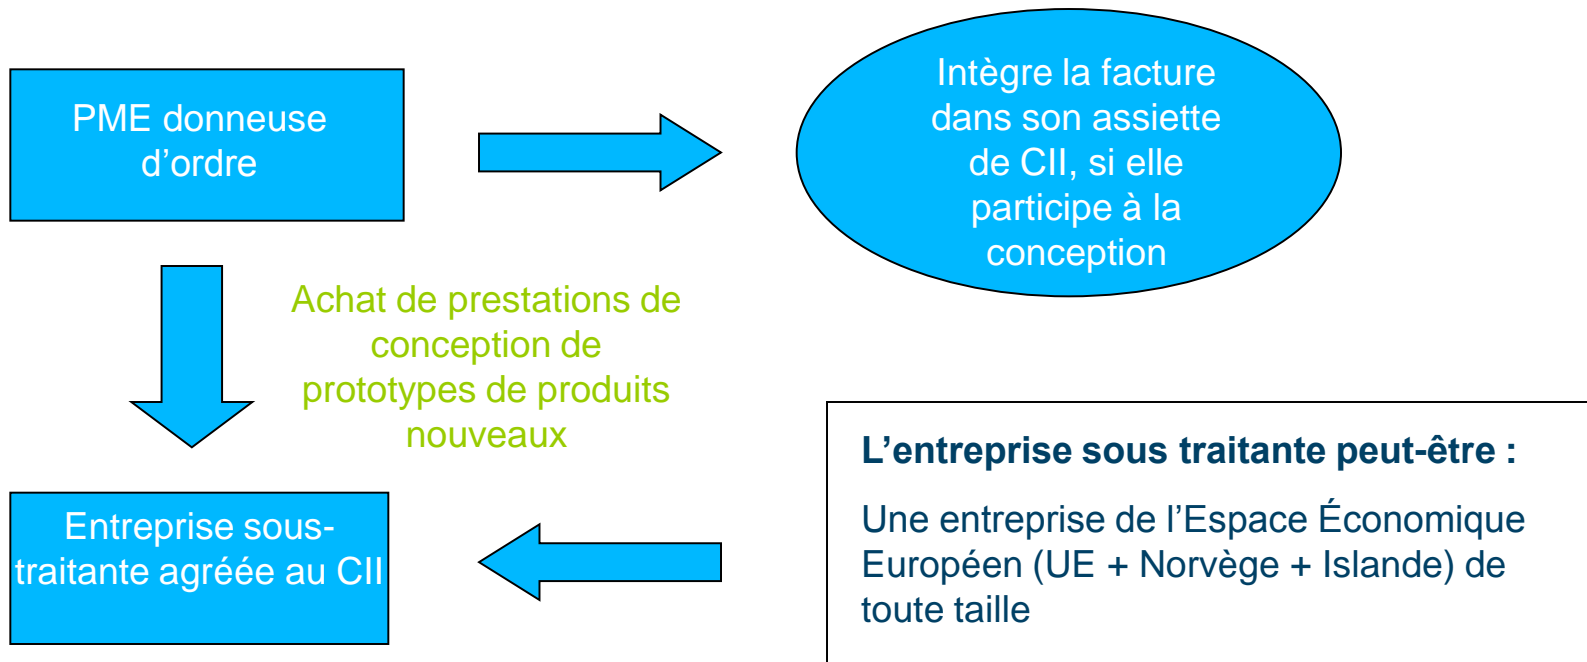 PME donneuse
d’ordre
Intègre la facture
dans son assiette
de CII, si elle
participe à la
conception
Achat de prestations de
conception de
prototypes de produits
nouveaux
Entreprise sous-
traitante agréée au CII
L’entreprise sous traitante peut-être :
Une entreprise de l’Espace Économique
Européen (UE + Norvège + Islande) de
toute taille